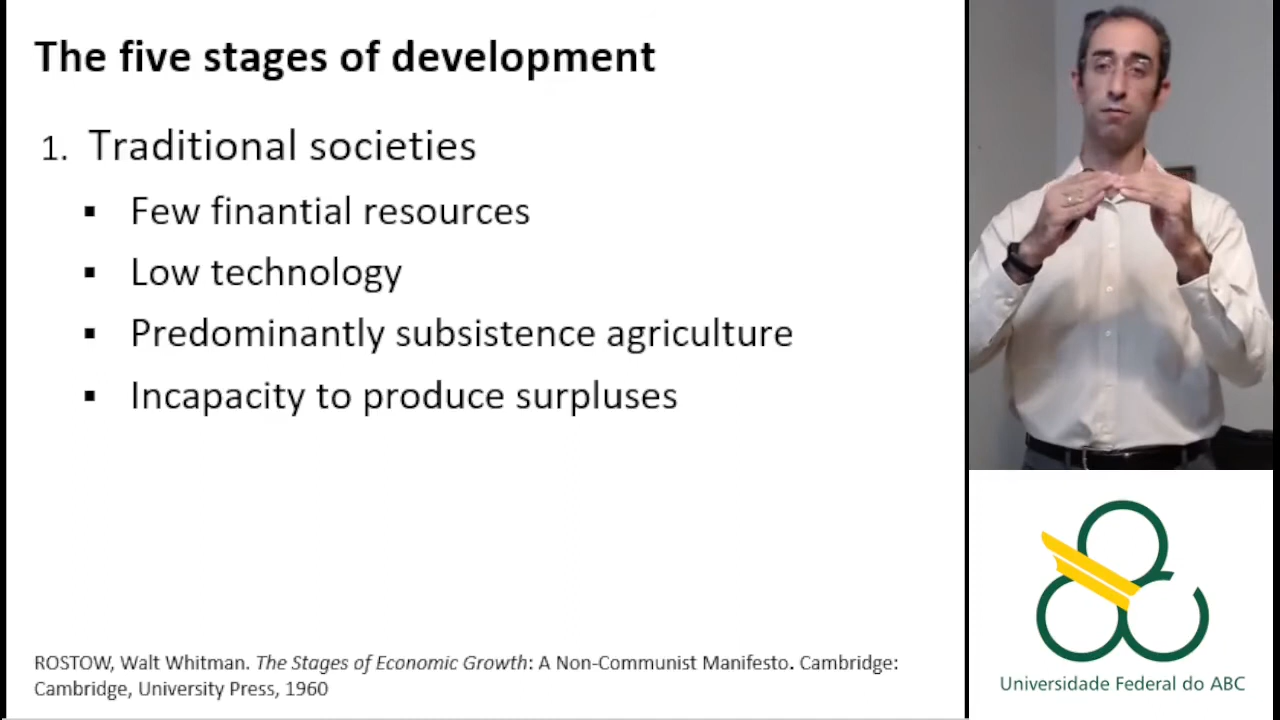 The five stages of development
1. Traditional societies
▪ Few finantial resources
▪ Low technology
▪ Predominantly subsistence agriculture
▪ Incapacity to produce surpluses
ROSTOW, Walt Whitman. The Stages of Economic Growth: A Non-Communist Manifesto. Cambridge:
Cambridge, University Press, 1960
Universidade Federal do ABC